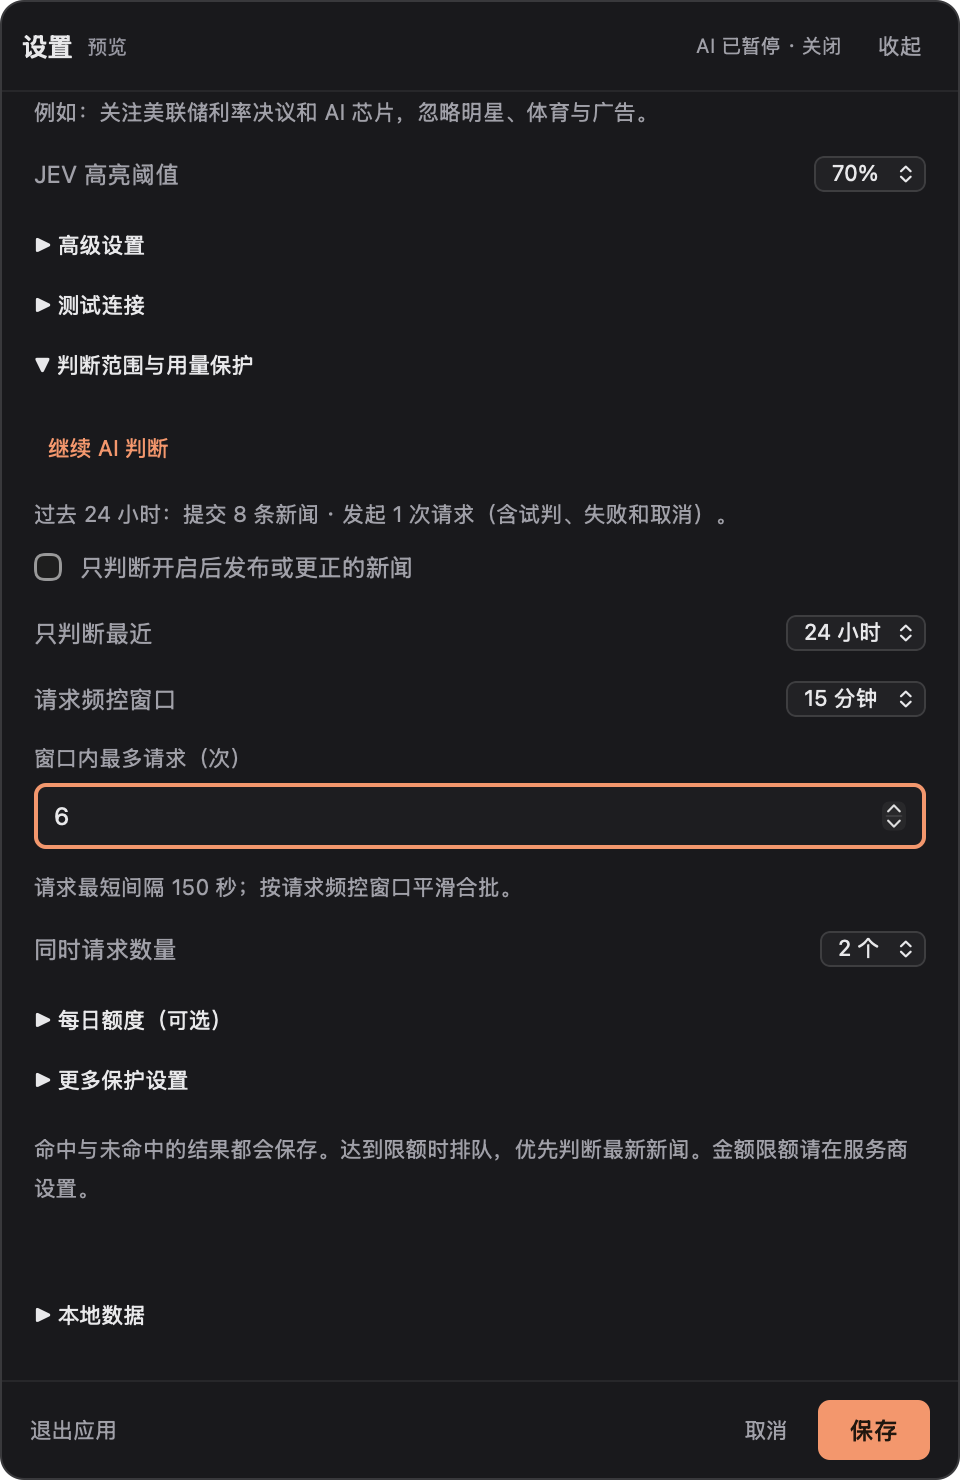 设置 预览 AI 已暂停 · 关闭 收起
例如：关注美联储利率决议和 AI 芯片，忽略明星、体育与广告。
JEV 高亮阈值 70%
高级设置
测试连接
判断范围与用量保护
继续 AI 判断
过去 24 小时：提交 8 条新闻 · 发起 1 次请求（含试判、失败和取消）。
只判断开启后发布或更正的新闻
只判断最近 24 小时
请求频控窗口 15 分钟
窗口内最多请求（次）
6
请求最短间隔 150 秒；按请求频控窗口平滑合批。
同时请求数量 2 个
每日额度（可选）
更多保护设置
命中与未命中的结果都会保存。达到限额时排队，优先判断最新新闻。金额限额请在服务商
设置。
本地数据
退出应用 取消 保存